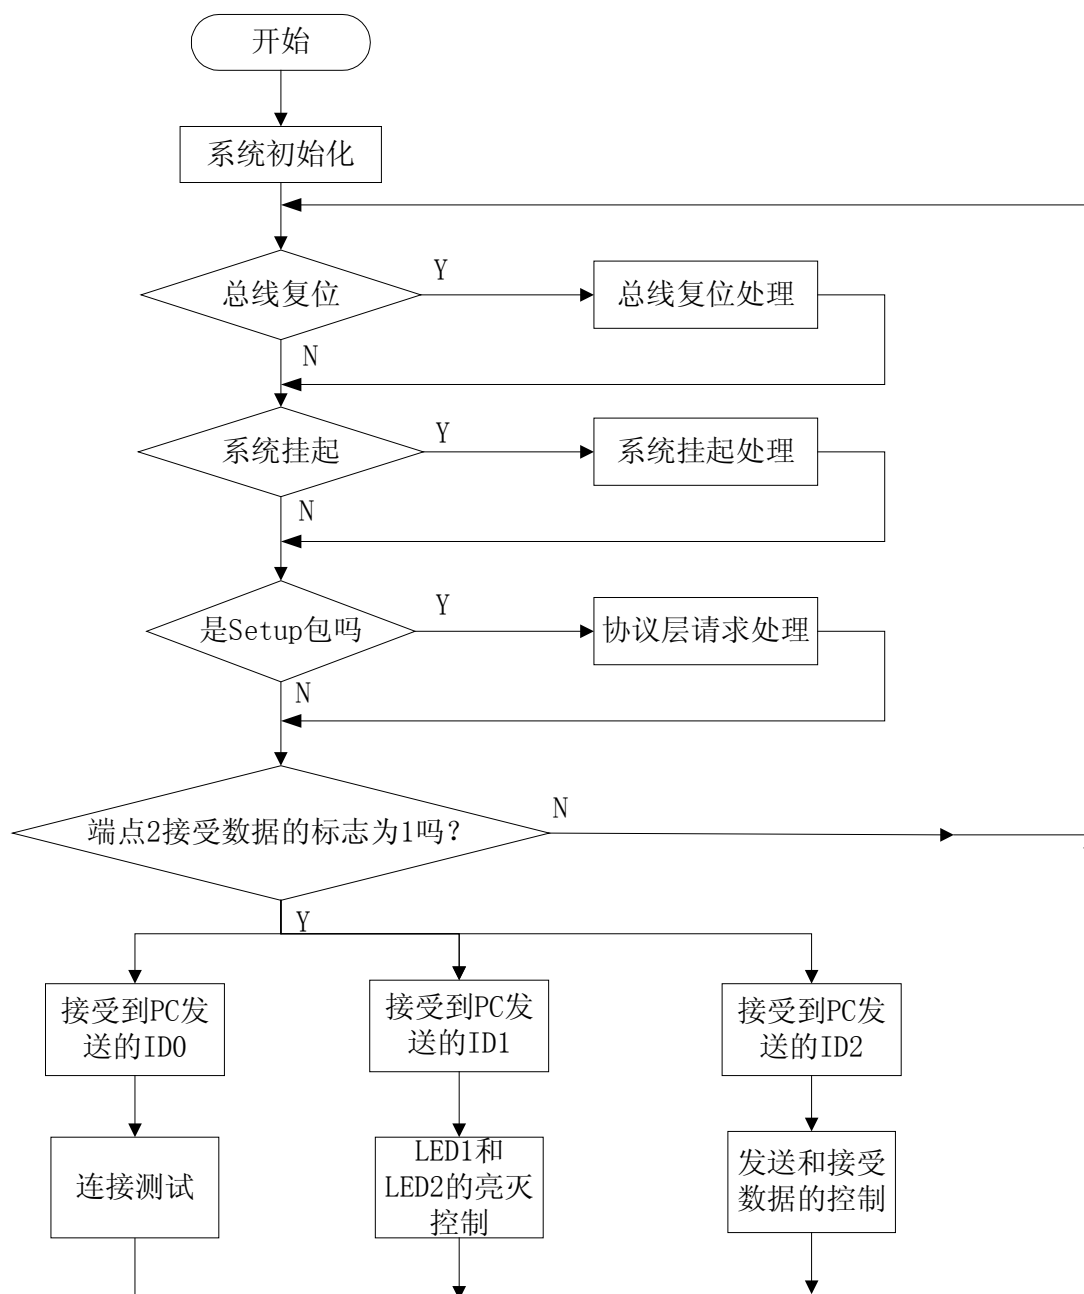 开始
系统初始化
总线复位
Y
总线复位处理
N
系统挂起
Y
系统挂起处理
N
是Setup包吗
Y
协议层请求处理
N
端点2接受数据的标志为1吗?
N
Y
接受到PC发
送的ID0
接受到PC发
送的ID1
接受到PC发
送的ID2
连接测试
LED1和
LED2的亮灭
控制
发送和接受
数据的控制